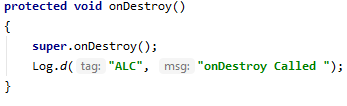 protected void onDestroy()
{
super.onDestroy();
Log.d( tag: "ALC", msg: "onDestroy Called ");
}